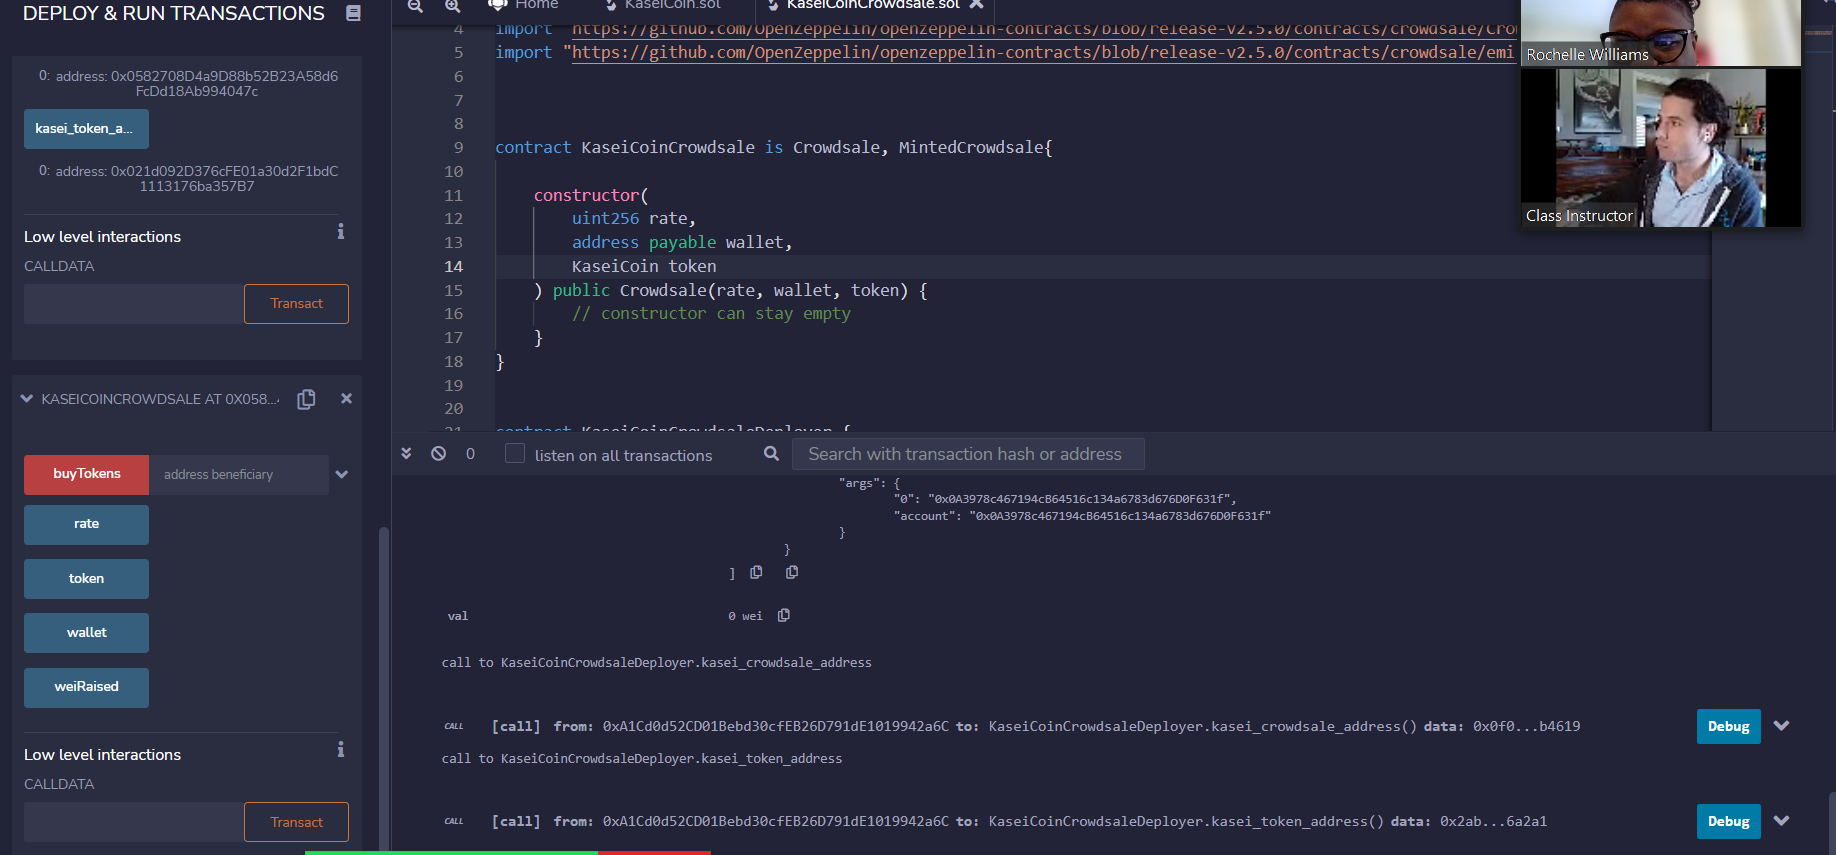 DEPLOY & RUN TRANSACTIONS
0: address: 0x0582708D4a9D88b52B23A58d6
FcDd18Ab994047c
kasei_token_a...
0: address: 0x021d092D376cFE01a30d2F1bdC
1113176ba357B7
Low level interactions
CALLDATA
Transact
KASEICOINCROWDSALE AT 0X058...
buyTokens address beneficiary
rate
token
wallet
weiRaised
Low level interactions
CALLDATA
Transact
Home KaseiCoin.sol KaseiCoinCrowdsale.sol
4 import "https://github.com/OpenZeppelin/openzeppelin-contracts/blob/release-v2.5.0/contracts/crowdsale/Cro
5 import "https://github.com/OpenZeppelin/openzeppelin-contracts/blob/release-v2.5.0/contracts/crowdsale/emi
6
7
8
9 contract KaseiCoinCrowdsale is Crowdsale, MintedCrowdsale{
10
11 constructor(
12 uint256 rate,
13 address payable wallet,
14 KaseiCoin token
15 ) public Crowdsale(rate, wallet, token) {
16 // constructor can stay empty
17 }
18 }
19
20
21 contract KaseiCoinCrowdsaleDeployer {
Rochelle Williams
Class Instructor
0 listen on all transactions Search with transaction hash or address
"args": {
"0": "0x0A3978c467194cB64516c134a6783d676D0F631f",
"account": "0x0A3978c467194cB64516c134a6783d676D0F631f"
}
}
]
val 0 wei
call to KaseiCoinCrowdsaleDeployer.kasei_crowdsale_address
CALL [call] from: 0xA1Cd0d52CD01Bebd30cfEB26D791dE1019942a6C to: KaseiCoinCrowdsaleDeployer.kasei_crowdsale_address() data: 0x0f0...b4619 Debug
call to KaseiCoinCrowdsaleDeployer.kasei_token_address
CALL [call] from: 0xA1Cd0d52CD01Bebd30cfEB26D791dE1019942a6C to: KaseiCoinCrowdsaleDeployer.kasei_token_address() data: 0x2ab...6a2a1 Debug